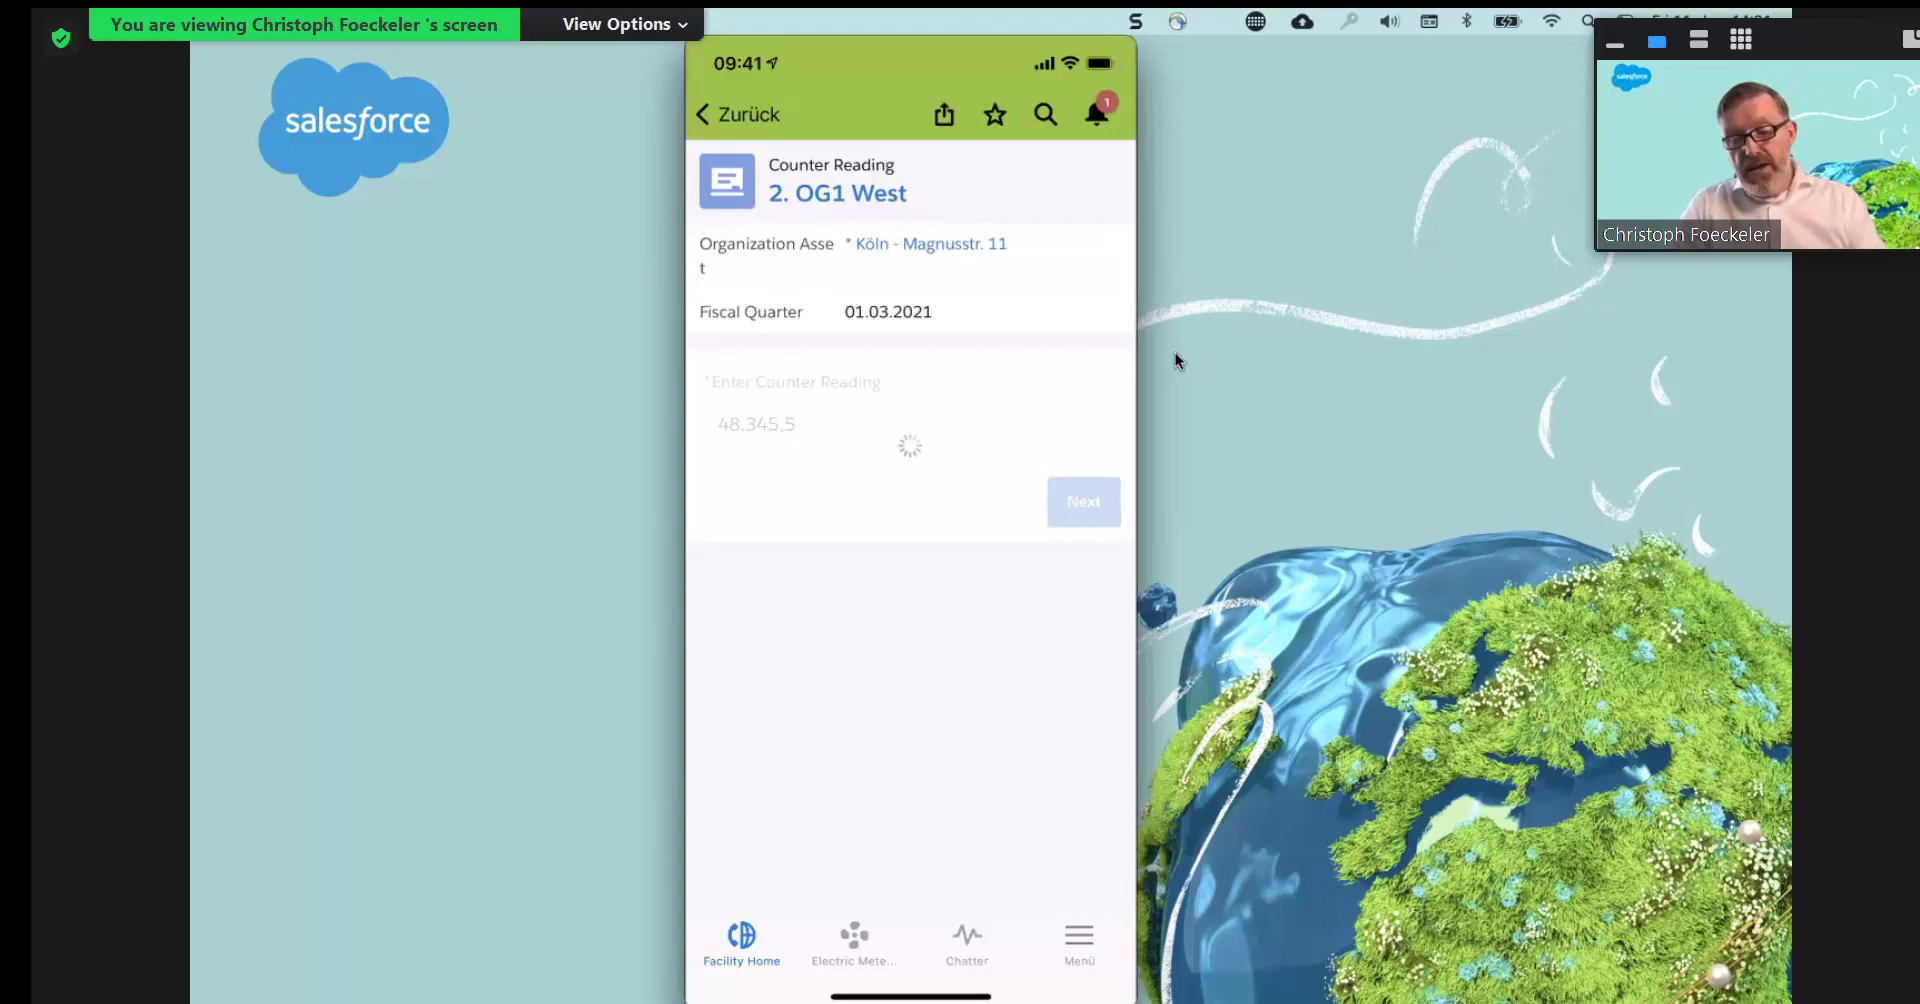 You are viewing Christoph Foeckeler 's screen
View Options
salesforce
salesforce
Christoph Foeckeler
09:41
Zurück
1
Counter Reading
2. OG1 West
Organization Asse
t
* Köln - Magnusstr. 11
Fiscal Quarter
01.03.2021
*Enter Counter Reading
48.345,5
Next
Facility Home
Electric Mete...
Chatter
Menü